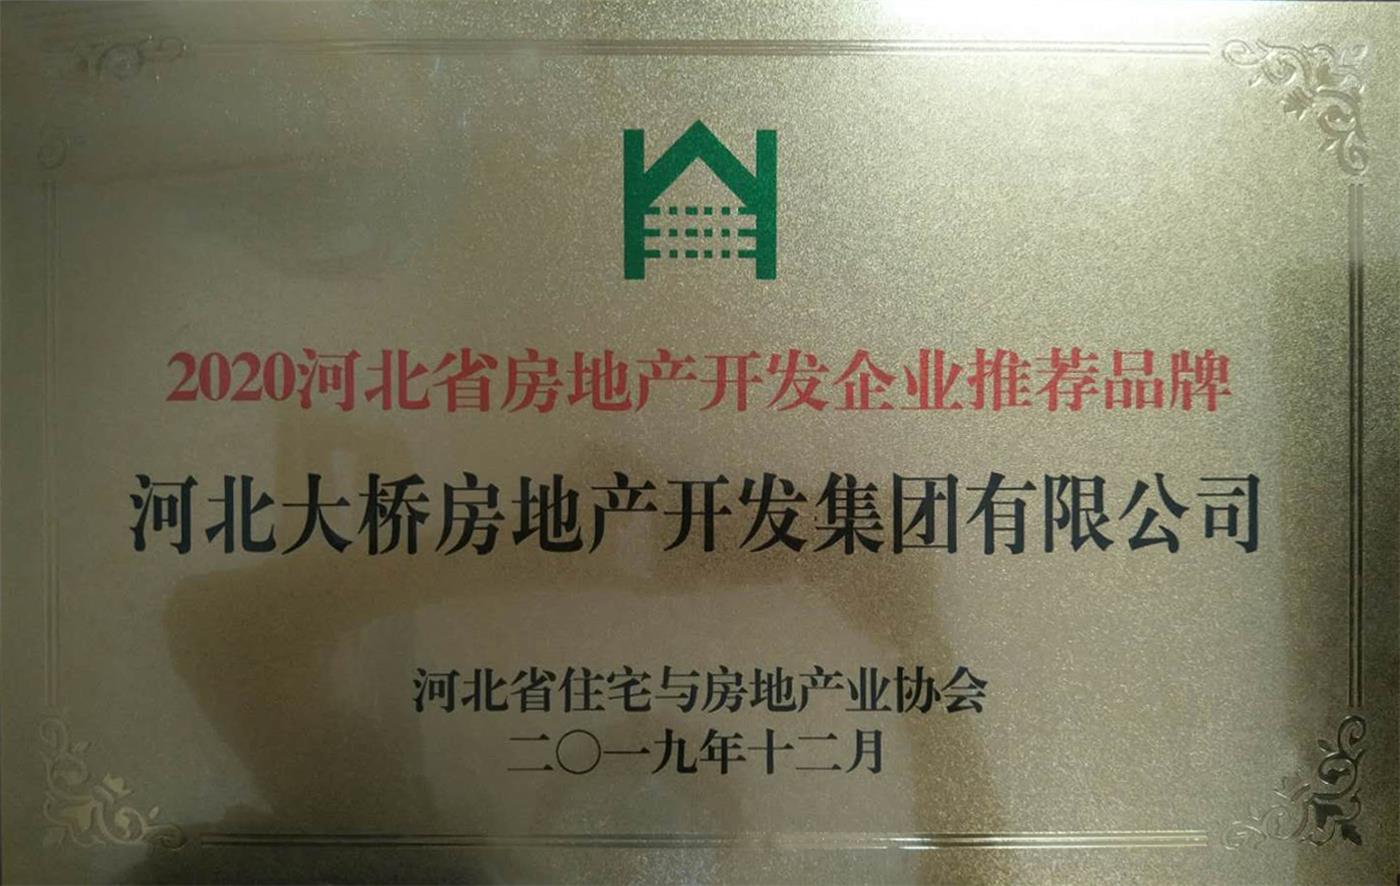 2020河北省房地产开发企业推荐品牌
河北大桥房地产开发集团有限公司
河北省住宅与房地产业协会
二〇一九年十二月